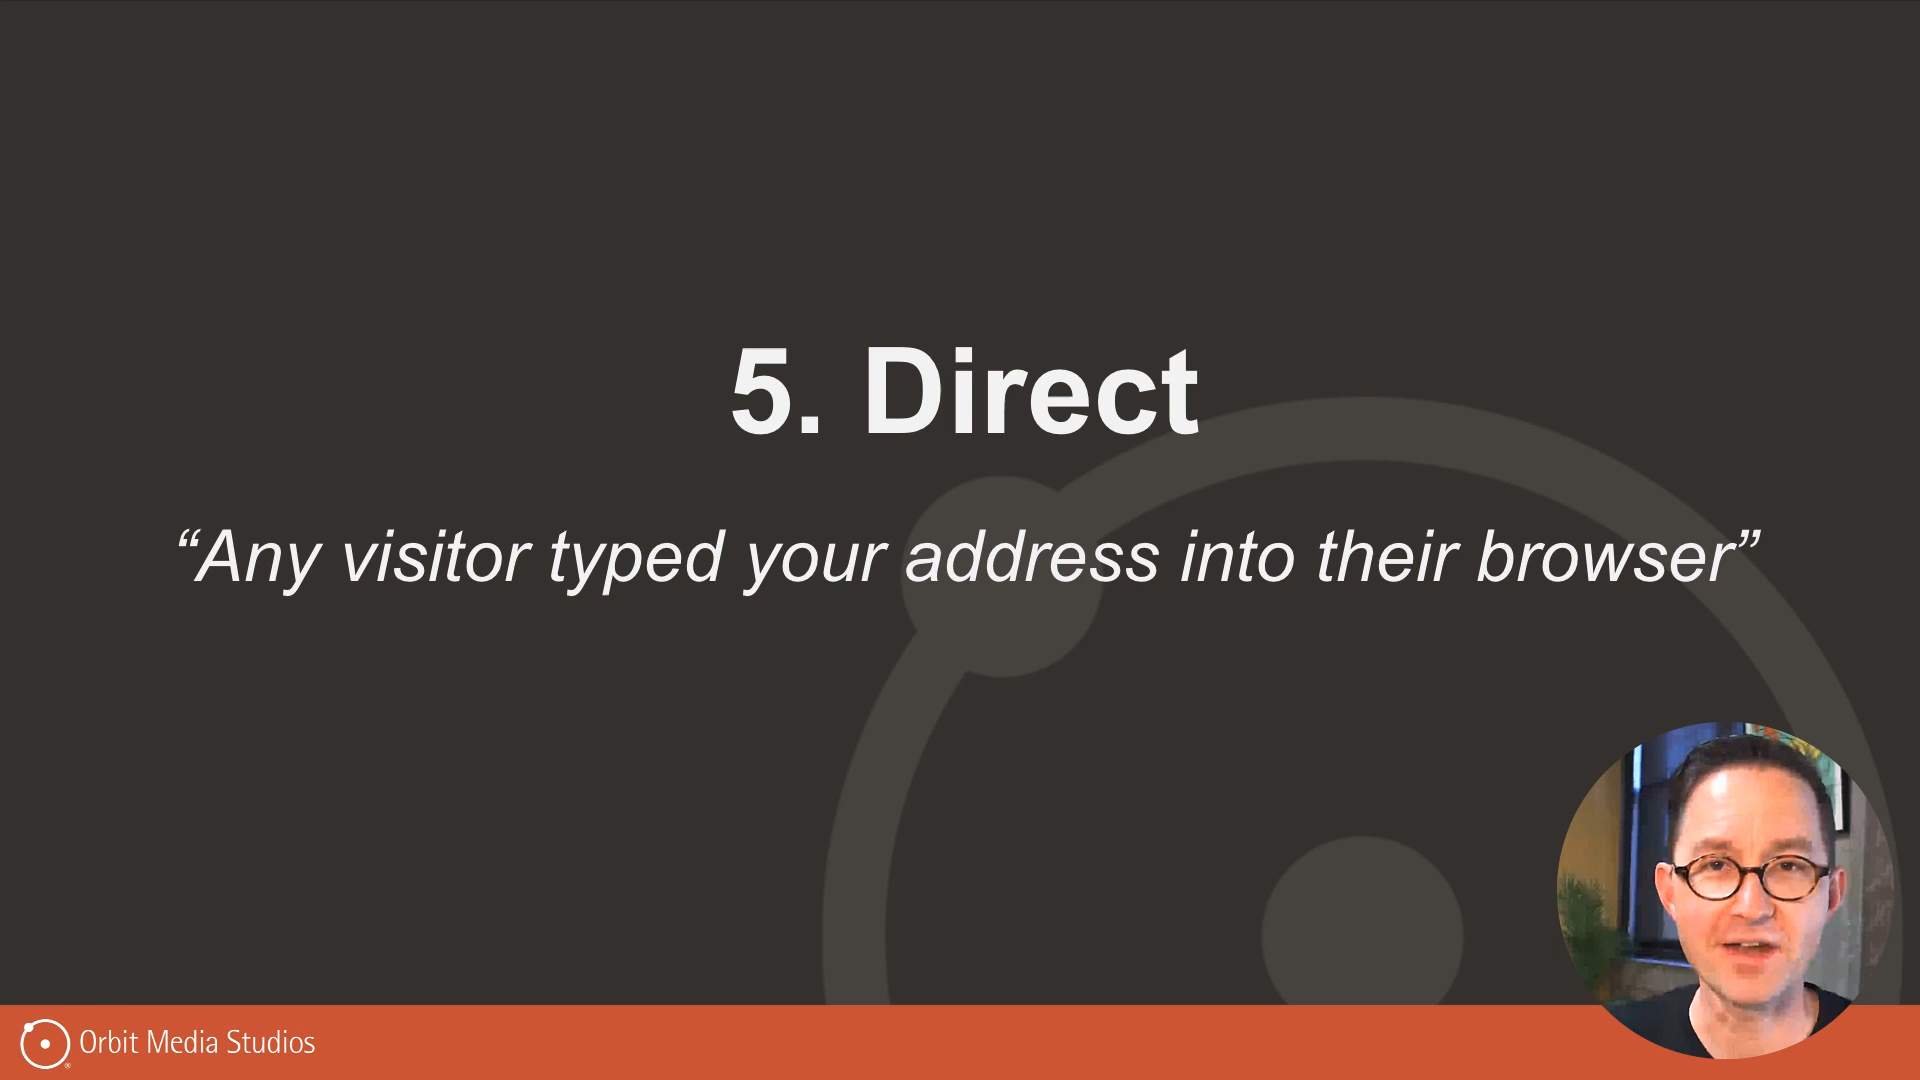 5. Direct
“Any visitor typed your address into their browser”
Orbit Media Studios
®